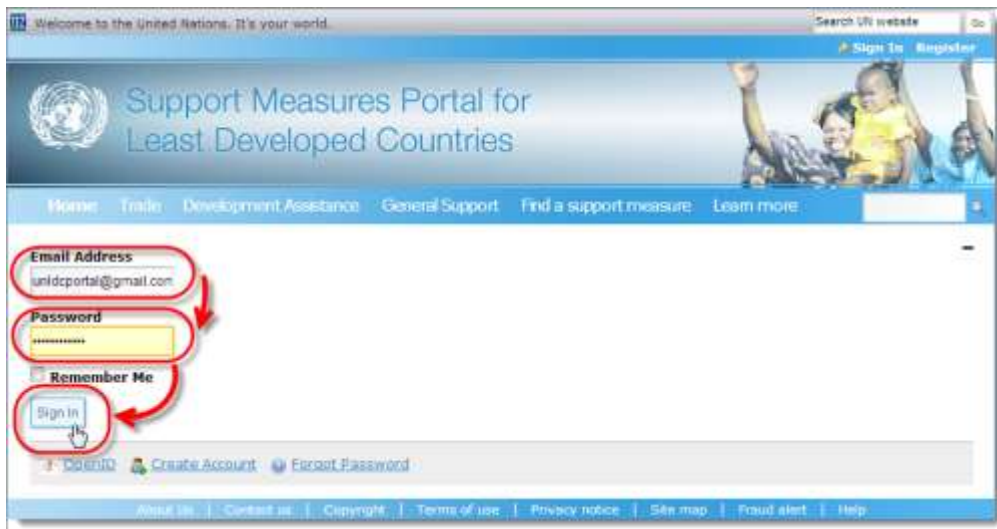 Welcome to the United Nations. It's your world.
Search UN website Go
Sign In Register
Support Measures Portal for
Least Developed Countries
Home Trade Development Assistance General Support Find a support measure Learn more
Email Address
unldcportal@gmail.com
Password
Remember Me
Sign In
OpenID Create Account Forgot Password
About Us | Contact us | Copyright | Terms of use | Privacy notice | Site map | Fraud alert | Help